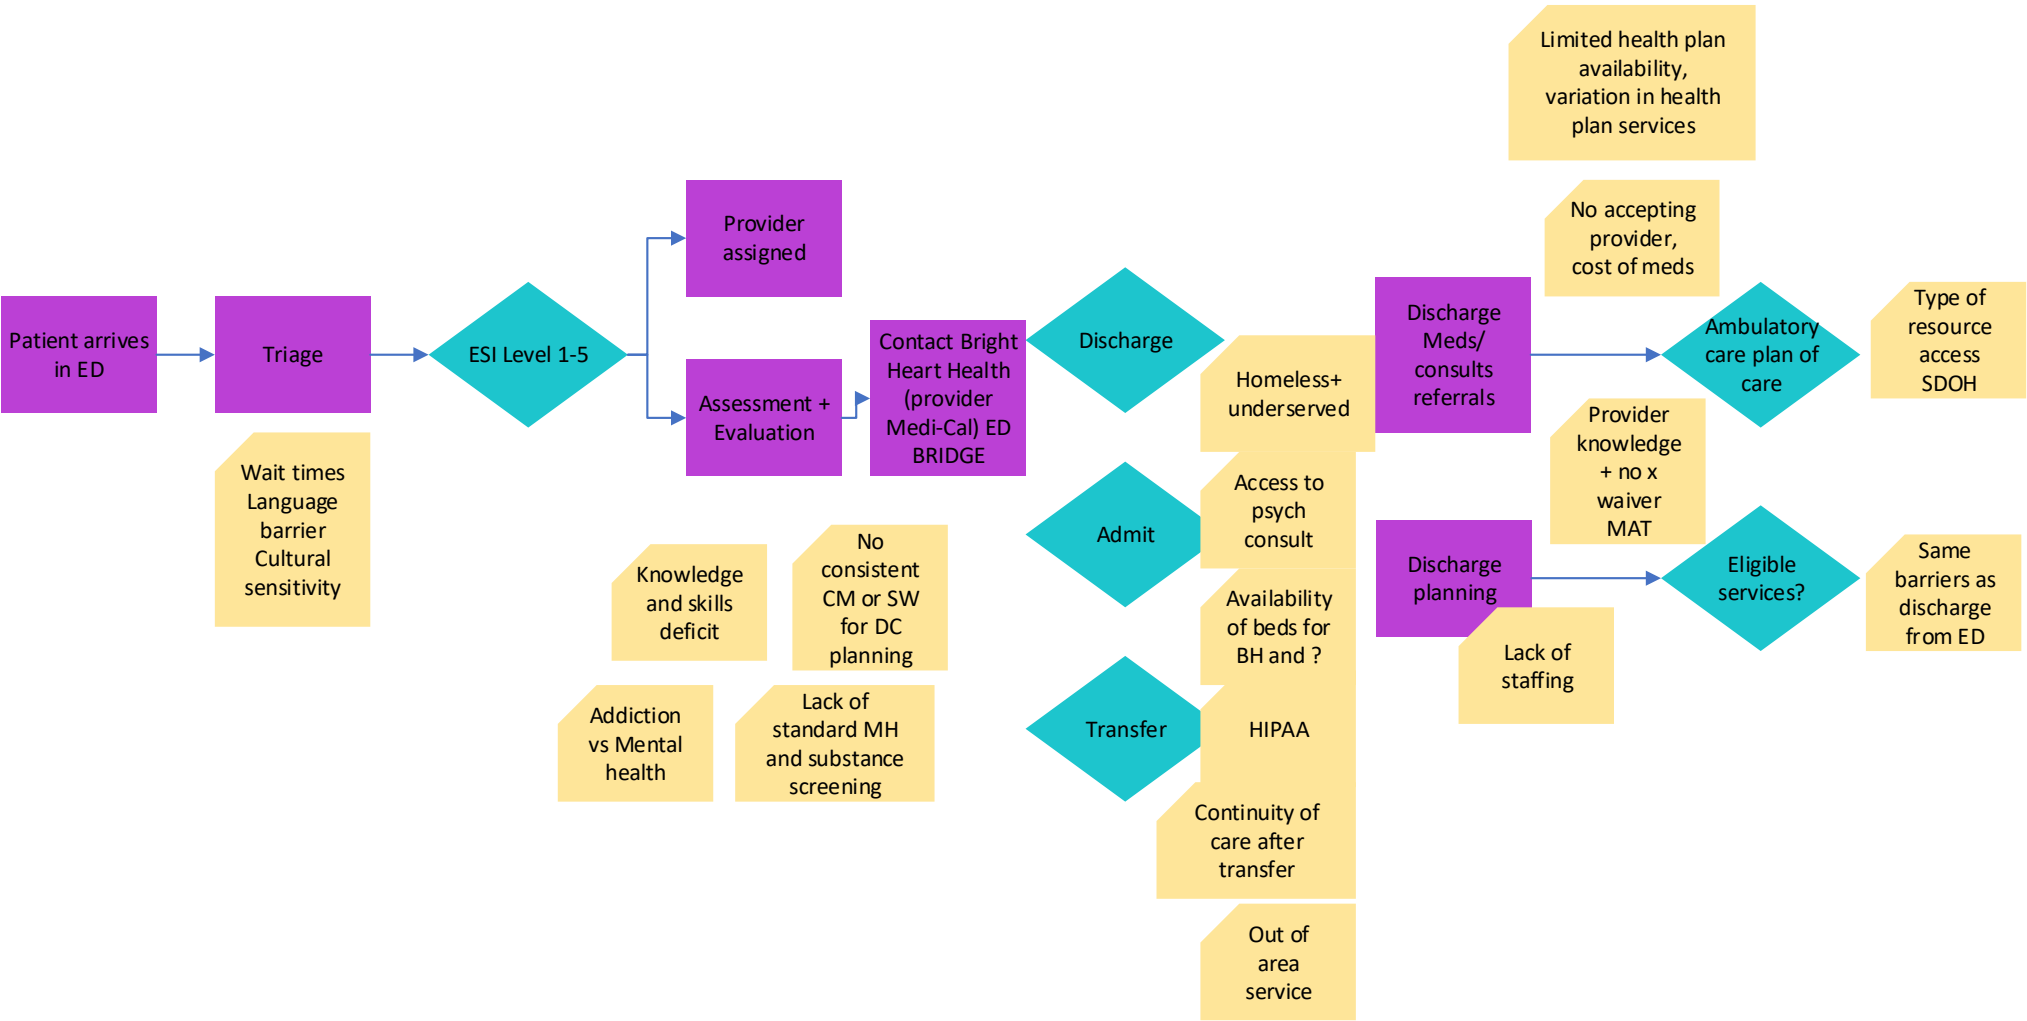 Patient arrives
in ED
Triage
Wait times
Language
barrier
Cultural
sensitivity
ESI Level 1-5
Provider
assigned
Assessment +
Evaluation
Contact Bright
Heart Health
(provider
Medi-Cal) ED
BRIDGE
Knowledge
and skills
deficit
No
consistent
CM or SW
for DC
planning
Addiction
vs Mental
health
Lack of
standard MH
and substance
screening
Discharge
Admit
Transfer
Homeless+
underserved
Access to
psych
consult
Availability
of beds for
BH and ?
HIPAA
Continuity of
care after
transfer
Out of
area
service
Limited health plan
availability,
variation in health
plan services
No accepting
provider,
cost of meds
Discharge
Meds/
consults
referrals
Ambulatory
care plan of
care
Type of
resource
access
SDOH
Provider
knowledge
+ no x
waiver
MAT
Discharge
planning
Lack of
staffing
Eligible
services?
Same
barriers as
discharge
from ED